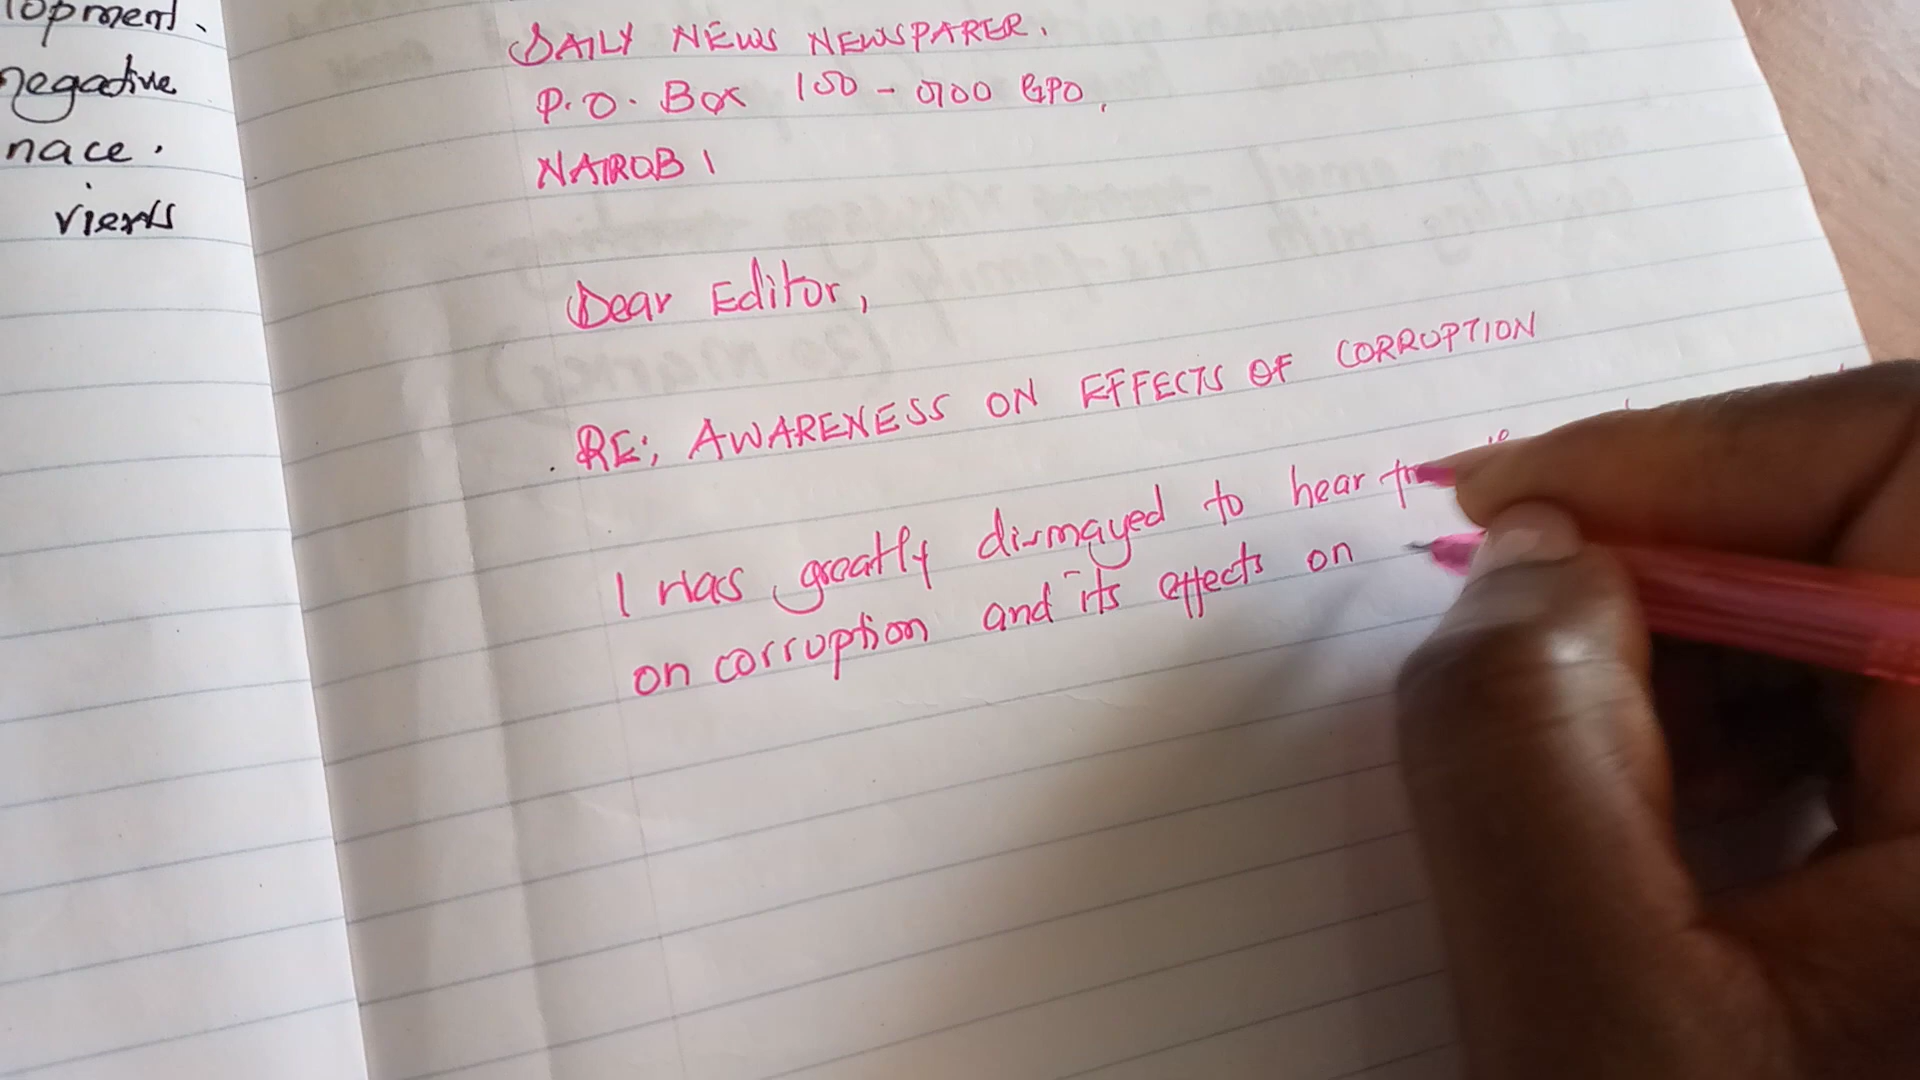 lopment.
negative
nace.
views
DAILY NEWS NEWSPAPER.
P.O. Box 150 - 0100 GPO,
NAIROBI
Dear Editor,
RE; AWARENESS ON EFFECTS OF CORRUPTION
I was greatly dismayed to hear
on corruption and its effects on